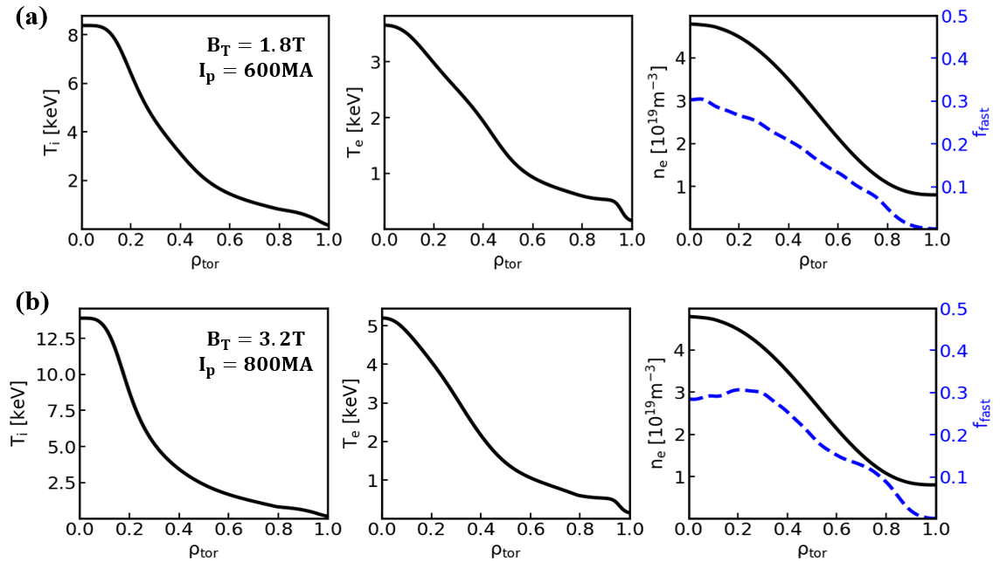 (a)
B_T = 1.8T
I_p = 600MA
T_i [keV]
8
6
4
2
0.0 0.2 0.4 0.6 0.8 1.0
ρ_tor
T_e [keV]
3
2
1
0.0 0.2 0.4 0.6 0.8 1.0
ρ_tor
n_e [10^19 m^−3]
4
3
2
1
0.0 0.2 0.4 0.6 0.8 1.0
ρ_tor
0.5
0.4
0.3
0.2
0.1
f_fast
(b)
B_T = 3.2T
I_p = 800MA
T_i [keV]
12.5
10.0
7.5
5.0
2.5
0.0 0.2 0.4 0.6 0.8 1.0
ρ_tor
T_e [keV]
5
4
3
2
1
0.0 0.2 0.4 0.6 0.8 1.0
ρ_tor
n_e [10^19 m^−3]
4
3
2
1
0.0 0.2 0.4 0.6 0.8 1.0
ρ_tor
0.5
0.4
0.3
0.2
0.1
f_fast